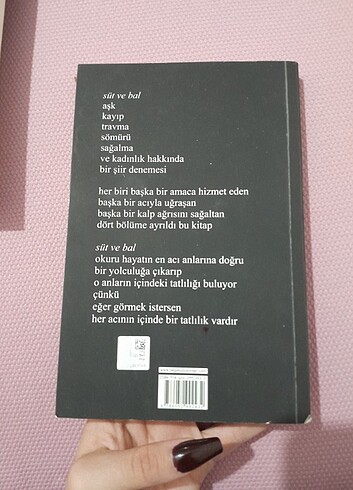 süt ve bal
aşk
kayıp
travma
sömürü
sağalma
ve kadınlık hakkında
bir şiir denemesi
her biri başka bir amaca hizmet eden
başka bir acıyla uğraşan
başka bir kalp ağrısını sağaltan
dört bölüme ayrıldı bu kitap
süt ve bal
okuru hayatın en acı anlarına doğru
bir yolculuğa çıkarıp
o anların içindeki tatlılığı buluyor
çünkü
eğer görmek istersen
her acının içinde bir tatlılık vardır